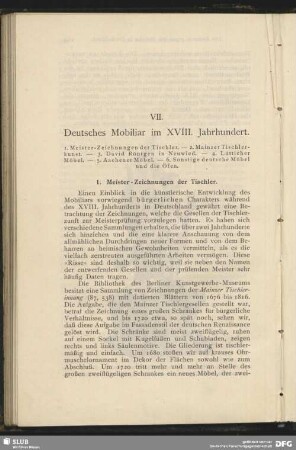 VII.
Deutsches Mobiliar im XVIII. Jahrhundert.
1. Meister-Zeichnungen der Tischler. — 2. Mainzer Tischler-
kunst. — 3. David Röntgen in Neuwied. — 4. Lütticher
Möbel. — 5. Aachener Möbel. — 6. Sonstige deutsche Möbel
und die Öfen.
1. Meister-Zeichnungen der Tischler.
Einen Einblick in die künstlerische Entwicklung des
Mobiliars vorwiegend bürgerlichen Charakters während
des XVIII. Jahrhunderts in Deutschland gewährt eine Be-
trachtung der Zeichnungen, welche die Gesellen der Tischler-
zunft zur Meisterprüfung vorzulegen hatten. Es haben sich
verschiedene Sammlungen erhalten, die über zwei Jahrhunderte
sich hinziehen und die eine klarere Anschauung von dem
allmählichen Durchdringen neuer Formen und von dem Be-
harren an heimischen Gewohnheiten vermitteln, als es die
vielfach zerstreuten ausgeführten Arbeiten vermögen. Diese
»Risse« sind deshalb so wichtig, weil sie neben den Namen
der entwerfenden Gesellen und der prüfenden Meister sehr
häufig Daten tragen.
Die Bibliothek des Berliner Kunstgewerbe-Museums
besitzt eine Sammlung von Zeichnungen der Mainzer Tischler-
innung (87, 538) mit datierten Blättern von 1676 bis 1816.
Die Aufgabe, die den Mainzer Tischlergesellen gestellt war,
betraf die Zeichnung eines großen Schrankes für bürgerliche
Verhältnisse, und bis 1720 etwa, so spät noch, sehen wir,
daß diese Aufgabe im Fassadenstil der deutschen Renaissance
gelöst wird. Die Schränke sind meist zweiflügelig, ruhen
auf einem Sockel mit Kugelfüßen und Schubladen, zeigen
rechts und links Säulenmotive. Die Gliederung ist tischler-
mäßig und einfach. Um 1680 stoßen wir auf krauses Ohr-
muschelornament im Dekor der Flächen sowohl wie zum
Abschluß. Um 1720 tritt mehr und mehr an Stelle des
großen zweiflügeligen Schrankes ein neues Möbel, der zwei-
SLUB
DFG